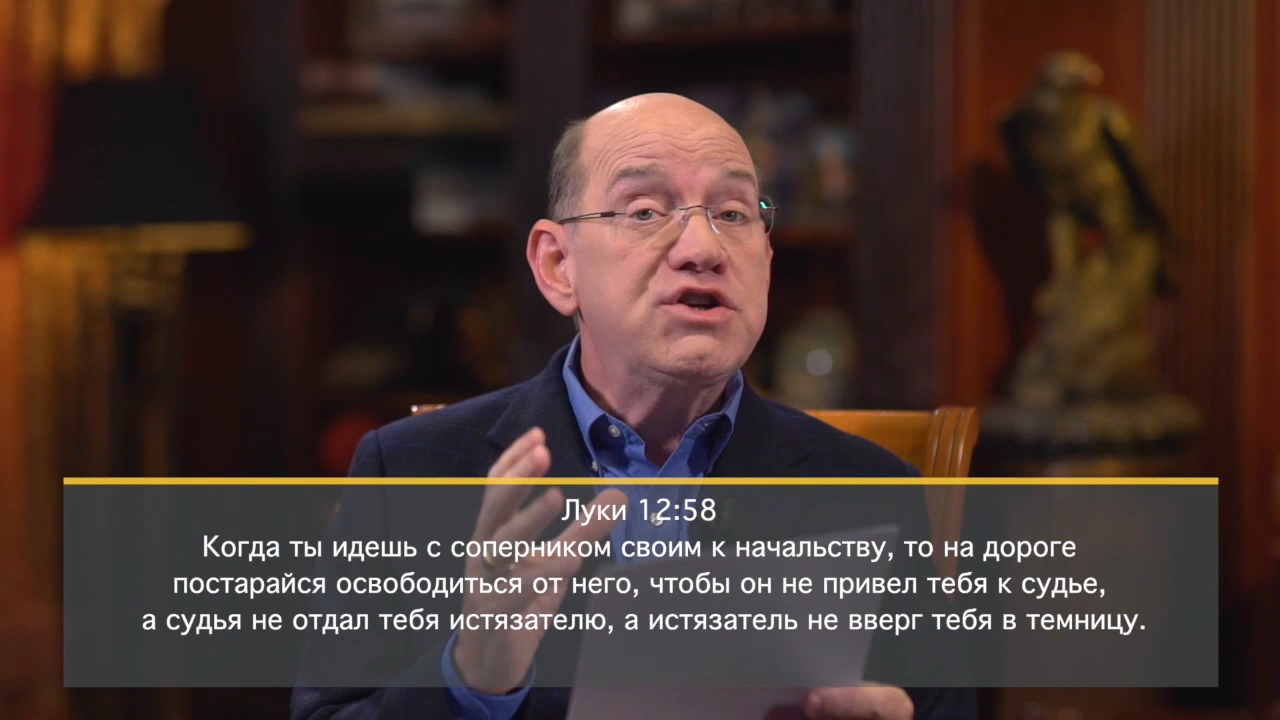 Луки 12:58
Когда ты идешь с соперником своим к начальству, то на дороге
постарайся освободиться от него, чтобы он не привел тебя к судье,
а судья не отдал тебя истязателю, а истязатель не вверг тебя в темницу.